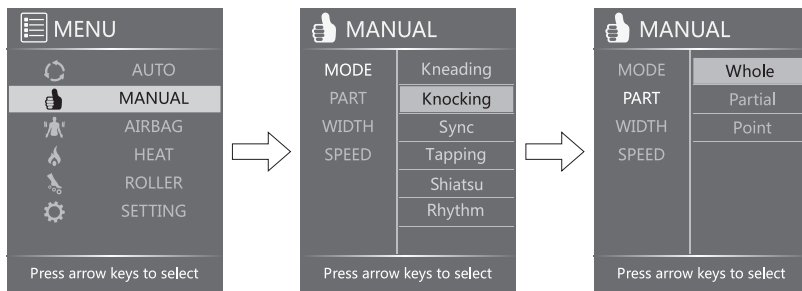 MENU
AUTO
MANUAL
AIRBAG
HEAT
ROLLER
SETTING
Press arrow keys to select
MANUAL
MODE Kneading
PART Knocking
WIDTH Sync
SPEED Tapping
Shiatsu
Rhythm
Press arrow keys to select
MANUAL
MODE Whole
PART Partial
WIDTH Point
SPEED
Press arrow keys to select